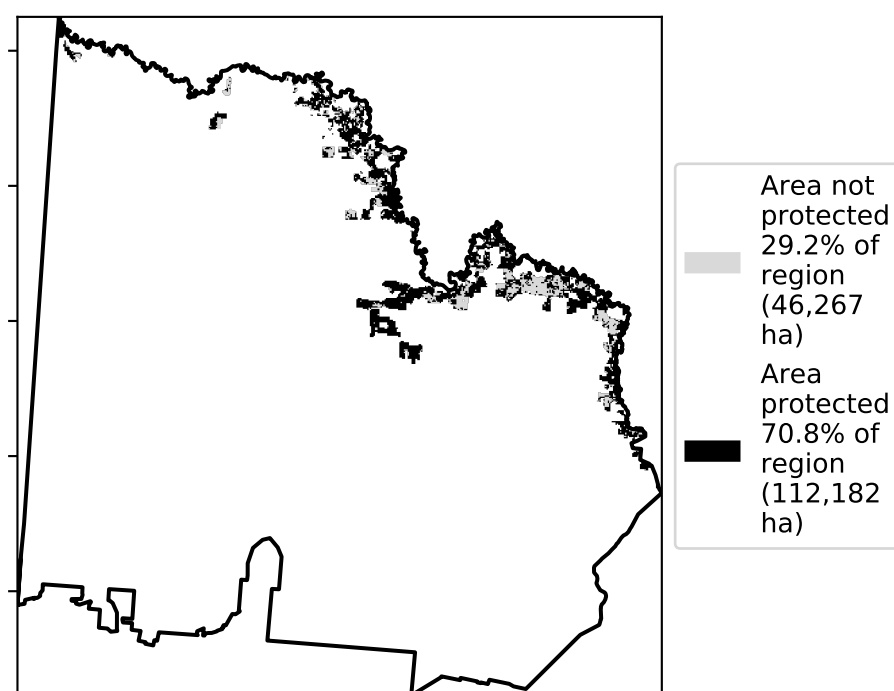 Area not
protected
29.2% of
region
(46,267
ha)
Area
protected
70.8% of
region
(112,182
ha)